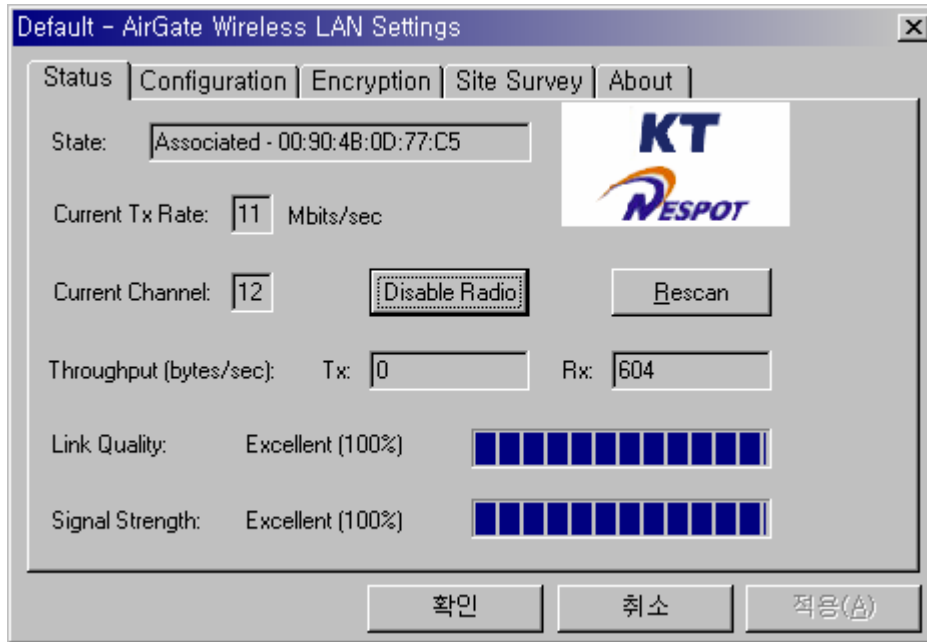 Default - AirGate Wireless LAN Settings
Status Configuration Encryption Site Survey About
KT
NESPOT
State: Associated - 00:90:4B:0D:77:C5
Current Tx Rate: 11 Mbits/sec
Current Channel: 12 Disable Radio Rescan
Throughput (bytes/sec): Tx: 0 Rx: 604
Link Quality: Excellent (100%)
Signal Strength: Excellent (100%)
확인 취소 적용(A)